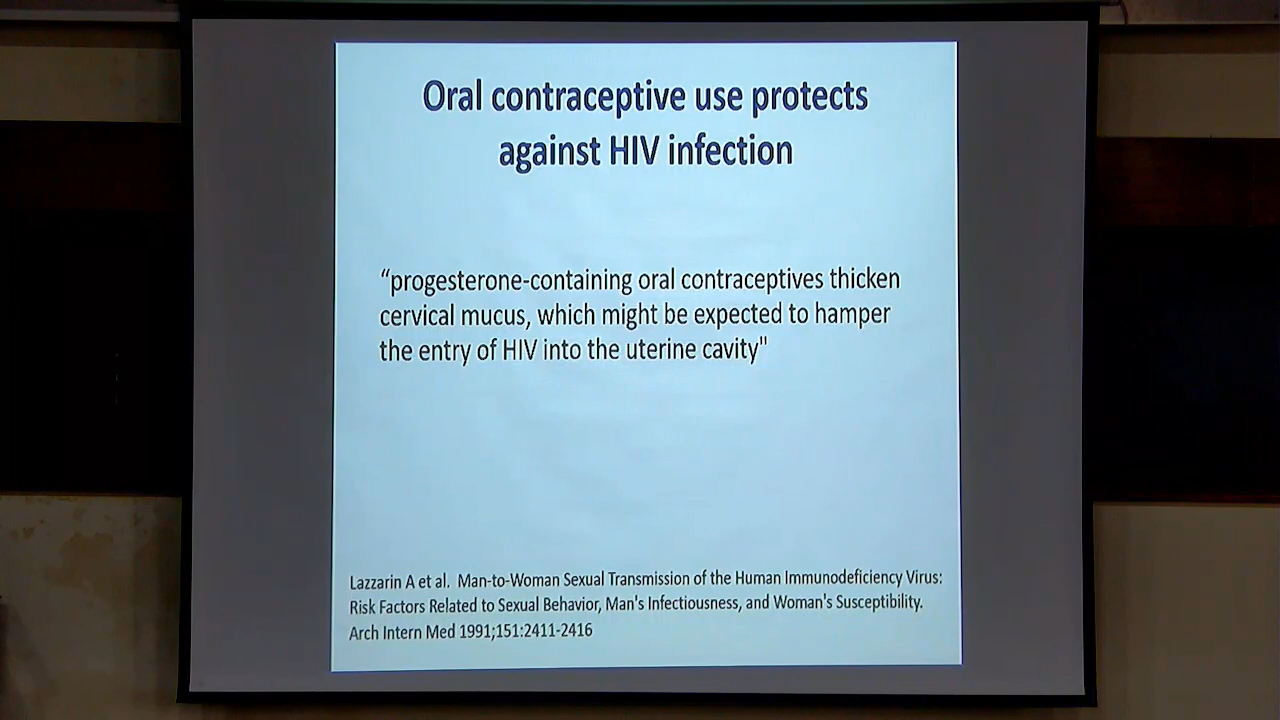 Oral contraceptive use protects
against HIV infection
“progesterone-containing oral contraceptives thicken
cervical mucus, which might be expected to hamper
the entry of HIV into the uterine cavity"
Lazzarin A et al. Man-to-Woman Sexual Transmission of the Human Immunodeficiency Virus:
Risk Factors Related to Sexual Behavior, Man's Infectiousness, and Woman's Susceptibility.
Arch Intern Med 1991;151:2411-2416